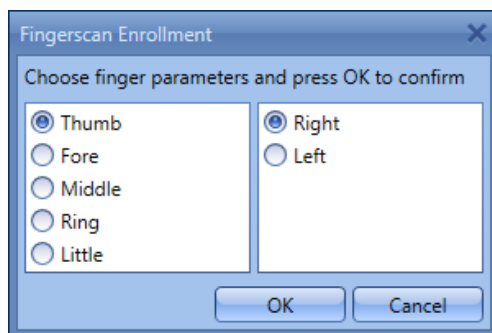 Fingerscan Enrollment
Choose finger parameters and press OK to confirm
Thumb
Fore
Middle
Ring
Little
Right
Left
OK
Cancel